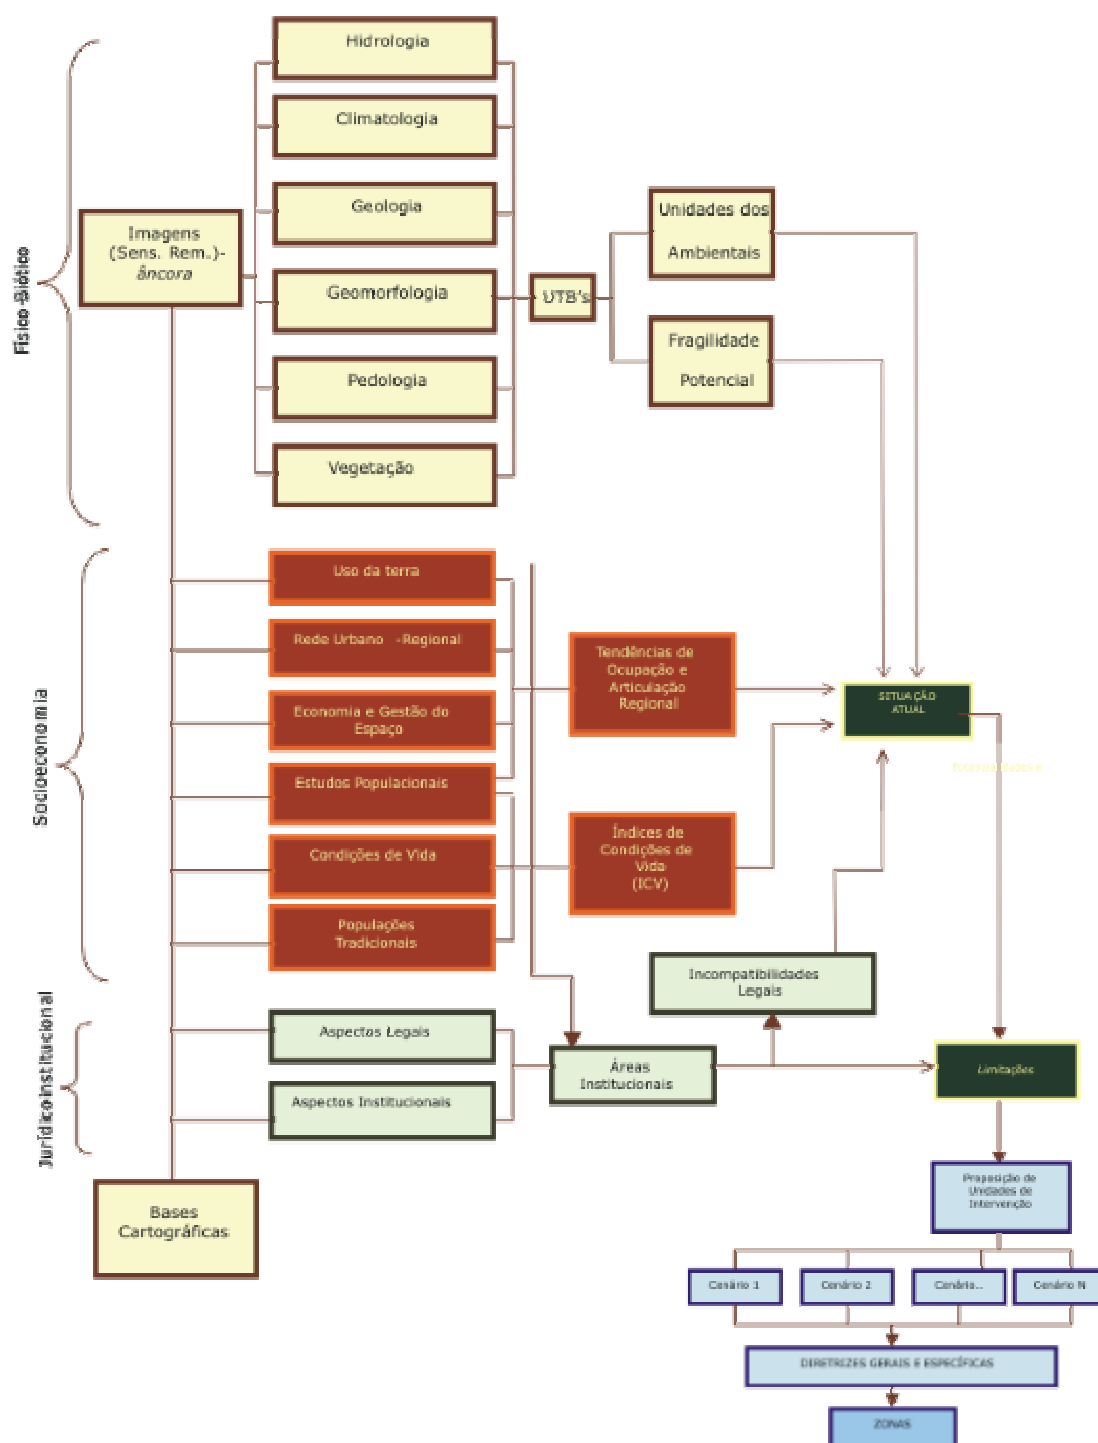 Hidrologia
Climatologia
Geologia
Geomorfologia
Pedologia
Vegetação
Imagens
(Sens. Rem.)-
âncora
Físico-Biótico
UTB's
Unidades dos
Ambientais
Fragilidade
Potencial
Socioeconomia
Uso da terra
Rede Urbano -Regional
Economia e Gestão do
Espaço
Estudos Populacionais
Condições de Vida
Populações
Tradicionais
Tendências de
Ocupação e
Articulação
Regional
Índices de
Condições de
Vida
(ICV)
SITUAÇÃO
ATUAL
Incompatibilidades
Legais
Jurídicoinstitucional
Aspectos Legais
Aspectos Institucionais
Áreas
Institucionais
Limitações
Bases
Cartográficas
Proposição de
Unidades de
Intervenção
Cenário 1
Cenário 2
Cenário...
Cenário N
DIRETRIZES GERAIS E ESPECÍFICAS
ZONAS